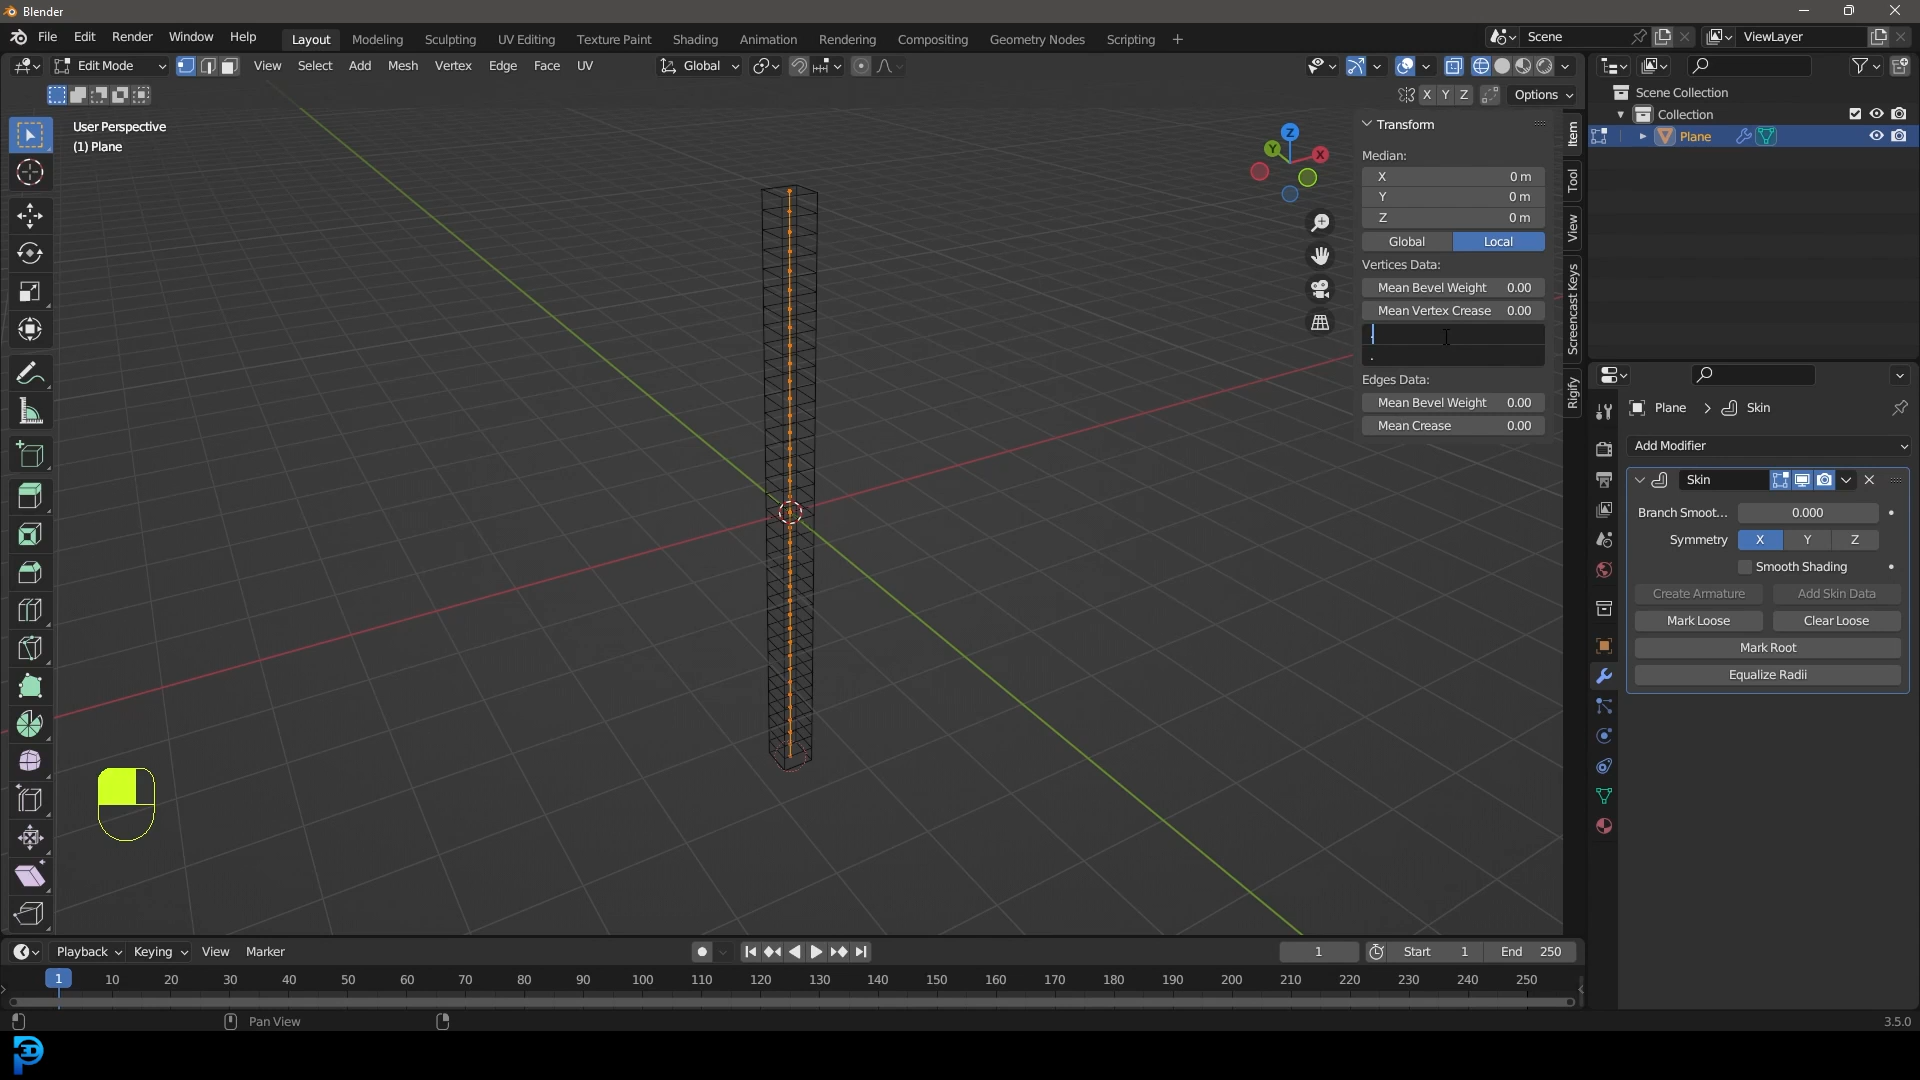 Blender
File Edit Render Window Help Layout Modeling Sculpting UV Editing Texture Paint Shading Animation Rendering Compositing Geometry Nodes Scripting + Scene ViewLayer
Edit Mode View Select Add Mesh Vertex Edge Face UV Global
X Y Z Options
User Perspective
(1) Plane
Z
Y
X
Transform
Median:
X 0 m
Y 0 m
Z 0 m
Global Local
Vertices Data:
Mean Bevel Weight 0.00
Mean Vertex Crease 0.00
.
.
Edges Data:
Mean Bevel Weight 0.00
Mean Crease 0.00
Item
Tool
View
Screencast Keys
Rigify
Scene Collection
Collection
Plane
Plane > Skin
Add Modifier
Skin
Branch Smoot... 0.000
Symmetry X Y Z
Smooth Shading
Create Armature Add Skin Data
Mark Loose Clear Loose
Mark Root
Equalize Radii
Playback Keying View Marker 1 Start 1 End 250
1 10 20 30 40 50 60 70 80 90 100 110 120 130 140 150 160 170 180 190 200 210 220 230 240 250
Pan View 3.5.0
3D